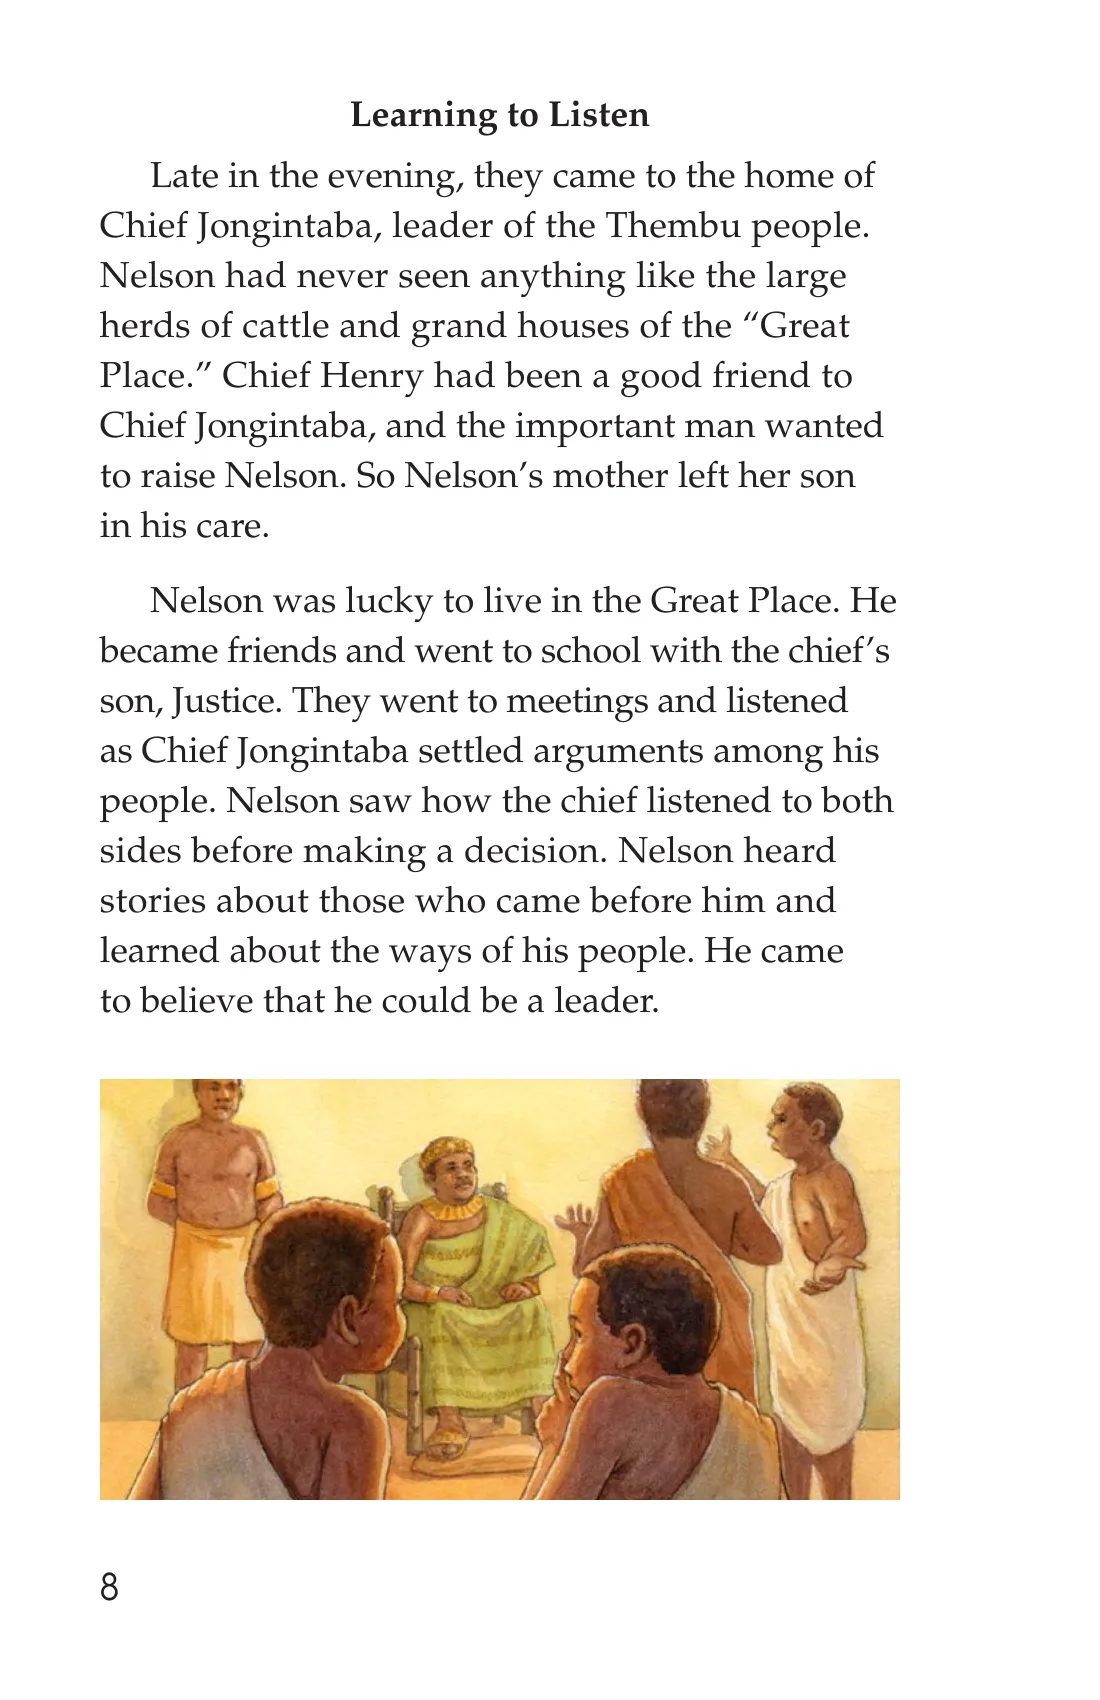 Learning to Listen
Late in the evening, they came to the home of
Chief Jongintaba, leader of the Thembu people.
Nelson had never seen anything like the large
herds of cattle and grand houses of the “Great
Place.” Chief Henry had been a good friend to
Chief Jongintaba, and the important man wanted
to raise Nelson. So Nelson’s mother left her son
in his care.
Nelson was lucky to live in the Great Place. He
became friends and went to school with the chief’s
son, Justice. They went to meetings and listened
as Chief Jongintaba settled arguments among his
people. Nelson saw how the chief listened to both
sides before making a decision. Nelson heard
stories about those who came before him and
learned about the ways of his people. He came
to believe that he could be a leader.
8